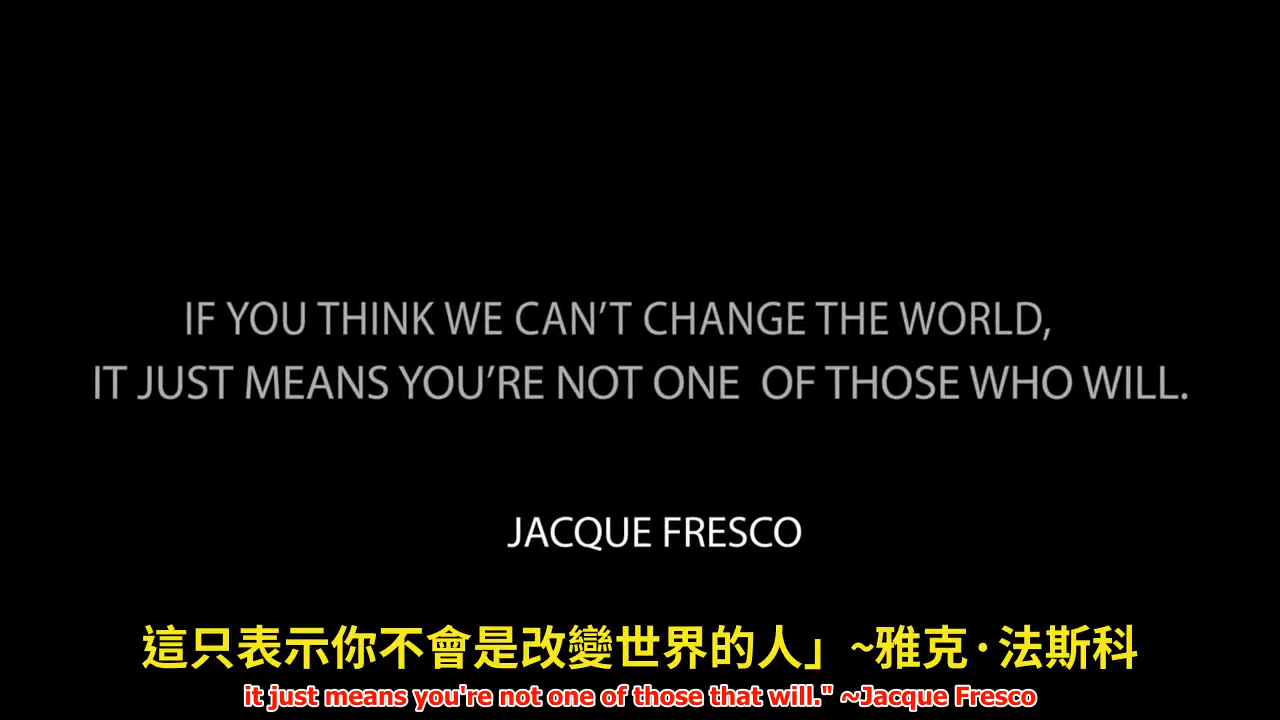 IF YOU THINK WE CAN’T CHANGE THE WORLD,
IT JUST MEANS YOU’RE NOT ONE  OF THOSE WHO WILL.
JACQUE FRESCO
這只表示你不會是改變世界的人」~雅克·法斯科
it just means you're not one of those that will." ~Jacque Fresco